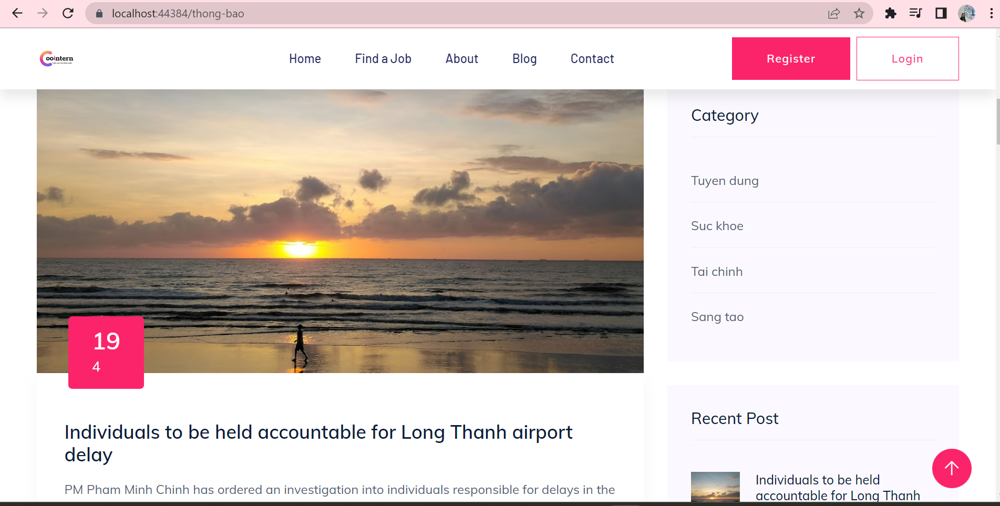 localhost:44384/thong-bao
Coointern
Home
Find a Job
About
Blog
Contact
Register
Login
Category
Tuyen dung
Suc khoe
Tai chinh
Sang tao
19
4
Individuals to be held accountable for Long Thanh airport
delay
PM Pham Minh Chinh has ordered an investigation into individuals responsible for delays in the
Recent Post
Individuals to be held
accountable for Long Thanh